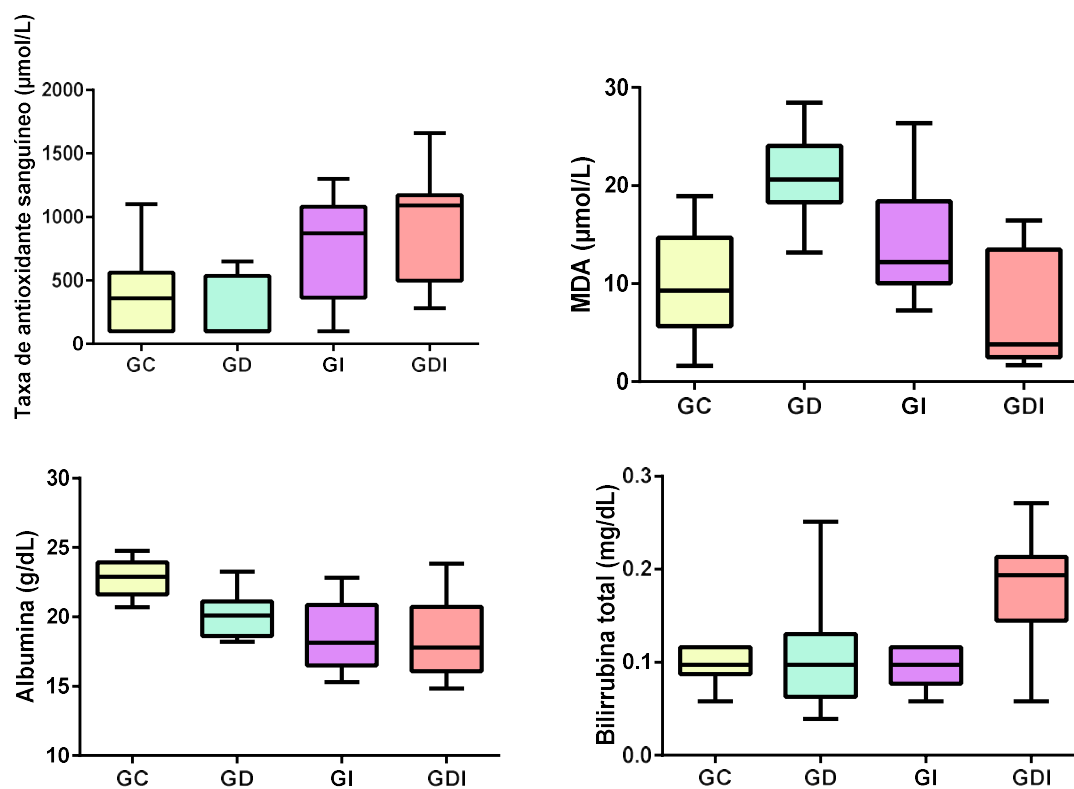 Taxa de antioxidante sanguíneo (µmol/L)
2000
1500
1000
500
0
GC GD GI GDI
MDA (µmol/L)
30
20
10
0
GC GD GI GDI
Albumina (g/dL)
30
25
20
15
10
GC GD GI GDI
Bilirrubina total (mg/dL)
0.3
0.2
0.1
0.0
GC GD GI GDI